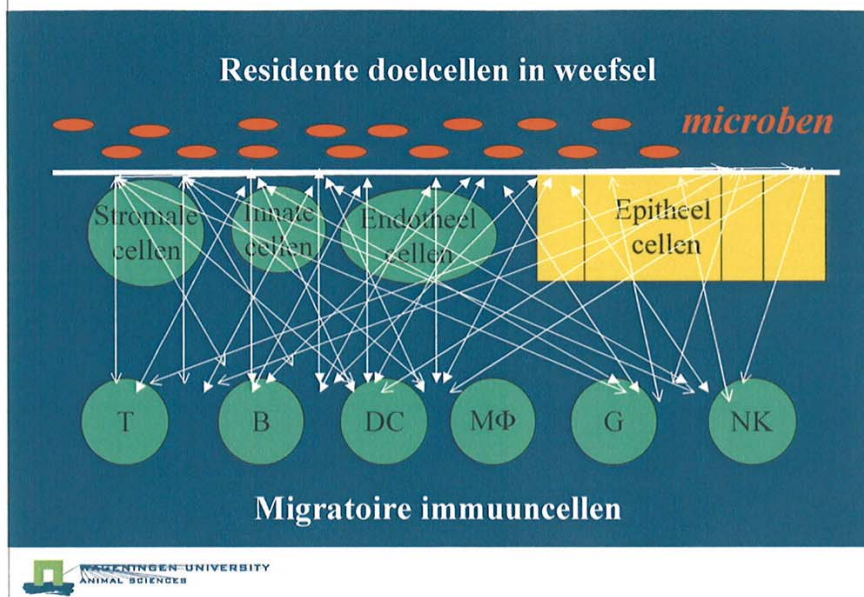 Residente doelcellen in weefsel
microben
Stromale
cellen
Innate
cellen
Endotheel
cellen
Epitheel
cellen
T
B
DC
MΦ
G
NK
Migratoire immuuncellen
WAGENINGEN UNIVERSITY
ANIMAL SCIENCES